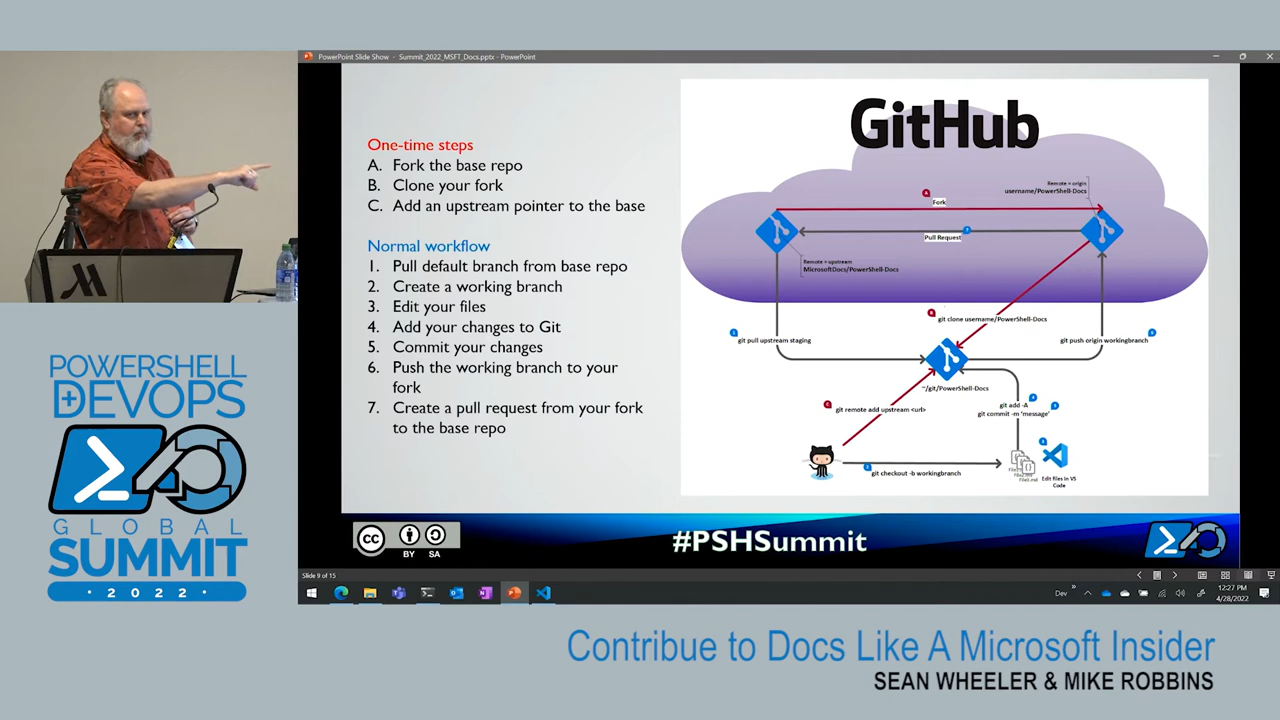 PowerPoint Slide Show - Summit_2022_MSFT_Docs.pptx - PowerPoint
One-time steps
A. Fork the base repo
B. Clone your fork
C. Add an upstream pointer to the base
Normal workflow
1. Pull default branch from base repo
2. Create a working branch
3. Edit your files
4. Add your changes to Git
5. Commit your changes
6. Push the working branch to your
fork
7. Create a pull request from your fork
to the base repo
GitHub
Remote = origin
username/PowerShell-Docs
Fork
Pull Request
Remote = upstream
MicrosoftDocs/PowerShell-Docs
git clone username/PowerShell-Docs
git pull upstream staging
git push origin workingbranch
~/git/PowerShell-Docs
git remote add upstream <url>
git add -A
git commit -m 'message'
git checkout -b workingbranch
Edit files in VS
Code
cc
BY SA
#PSHSummit
Slide 9 of 15
Dev
12:27 PM
4/28/2022
POWERSHELL
+DEVOPS
GLOBAL
SUMMIT
· 2022 ·
Contribue to Docs Like A Microsoft Insider
SEAN WHEELER & MIKE ROBBINS